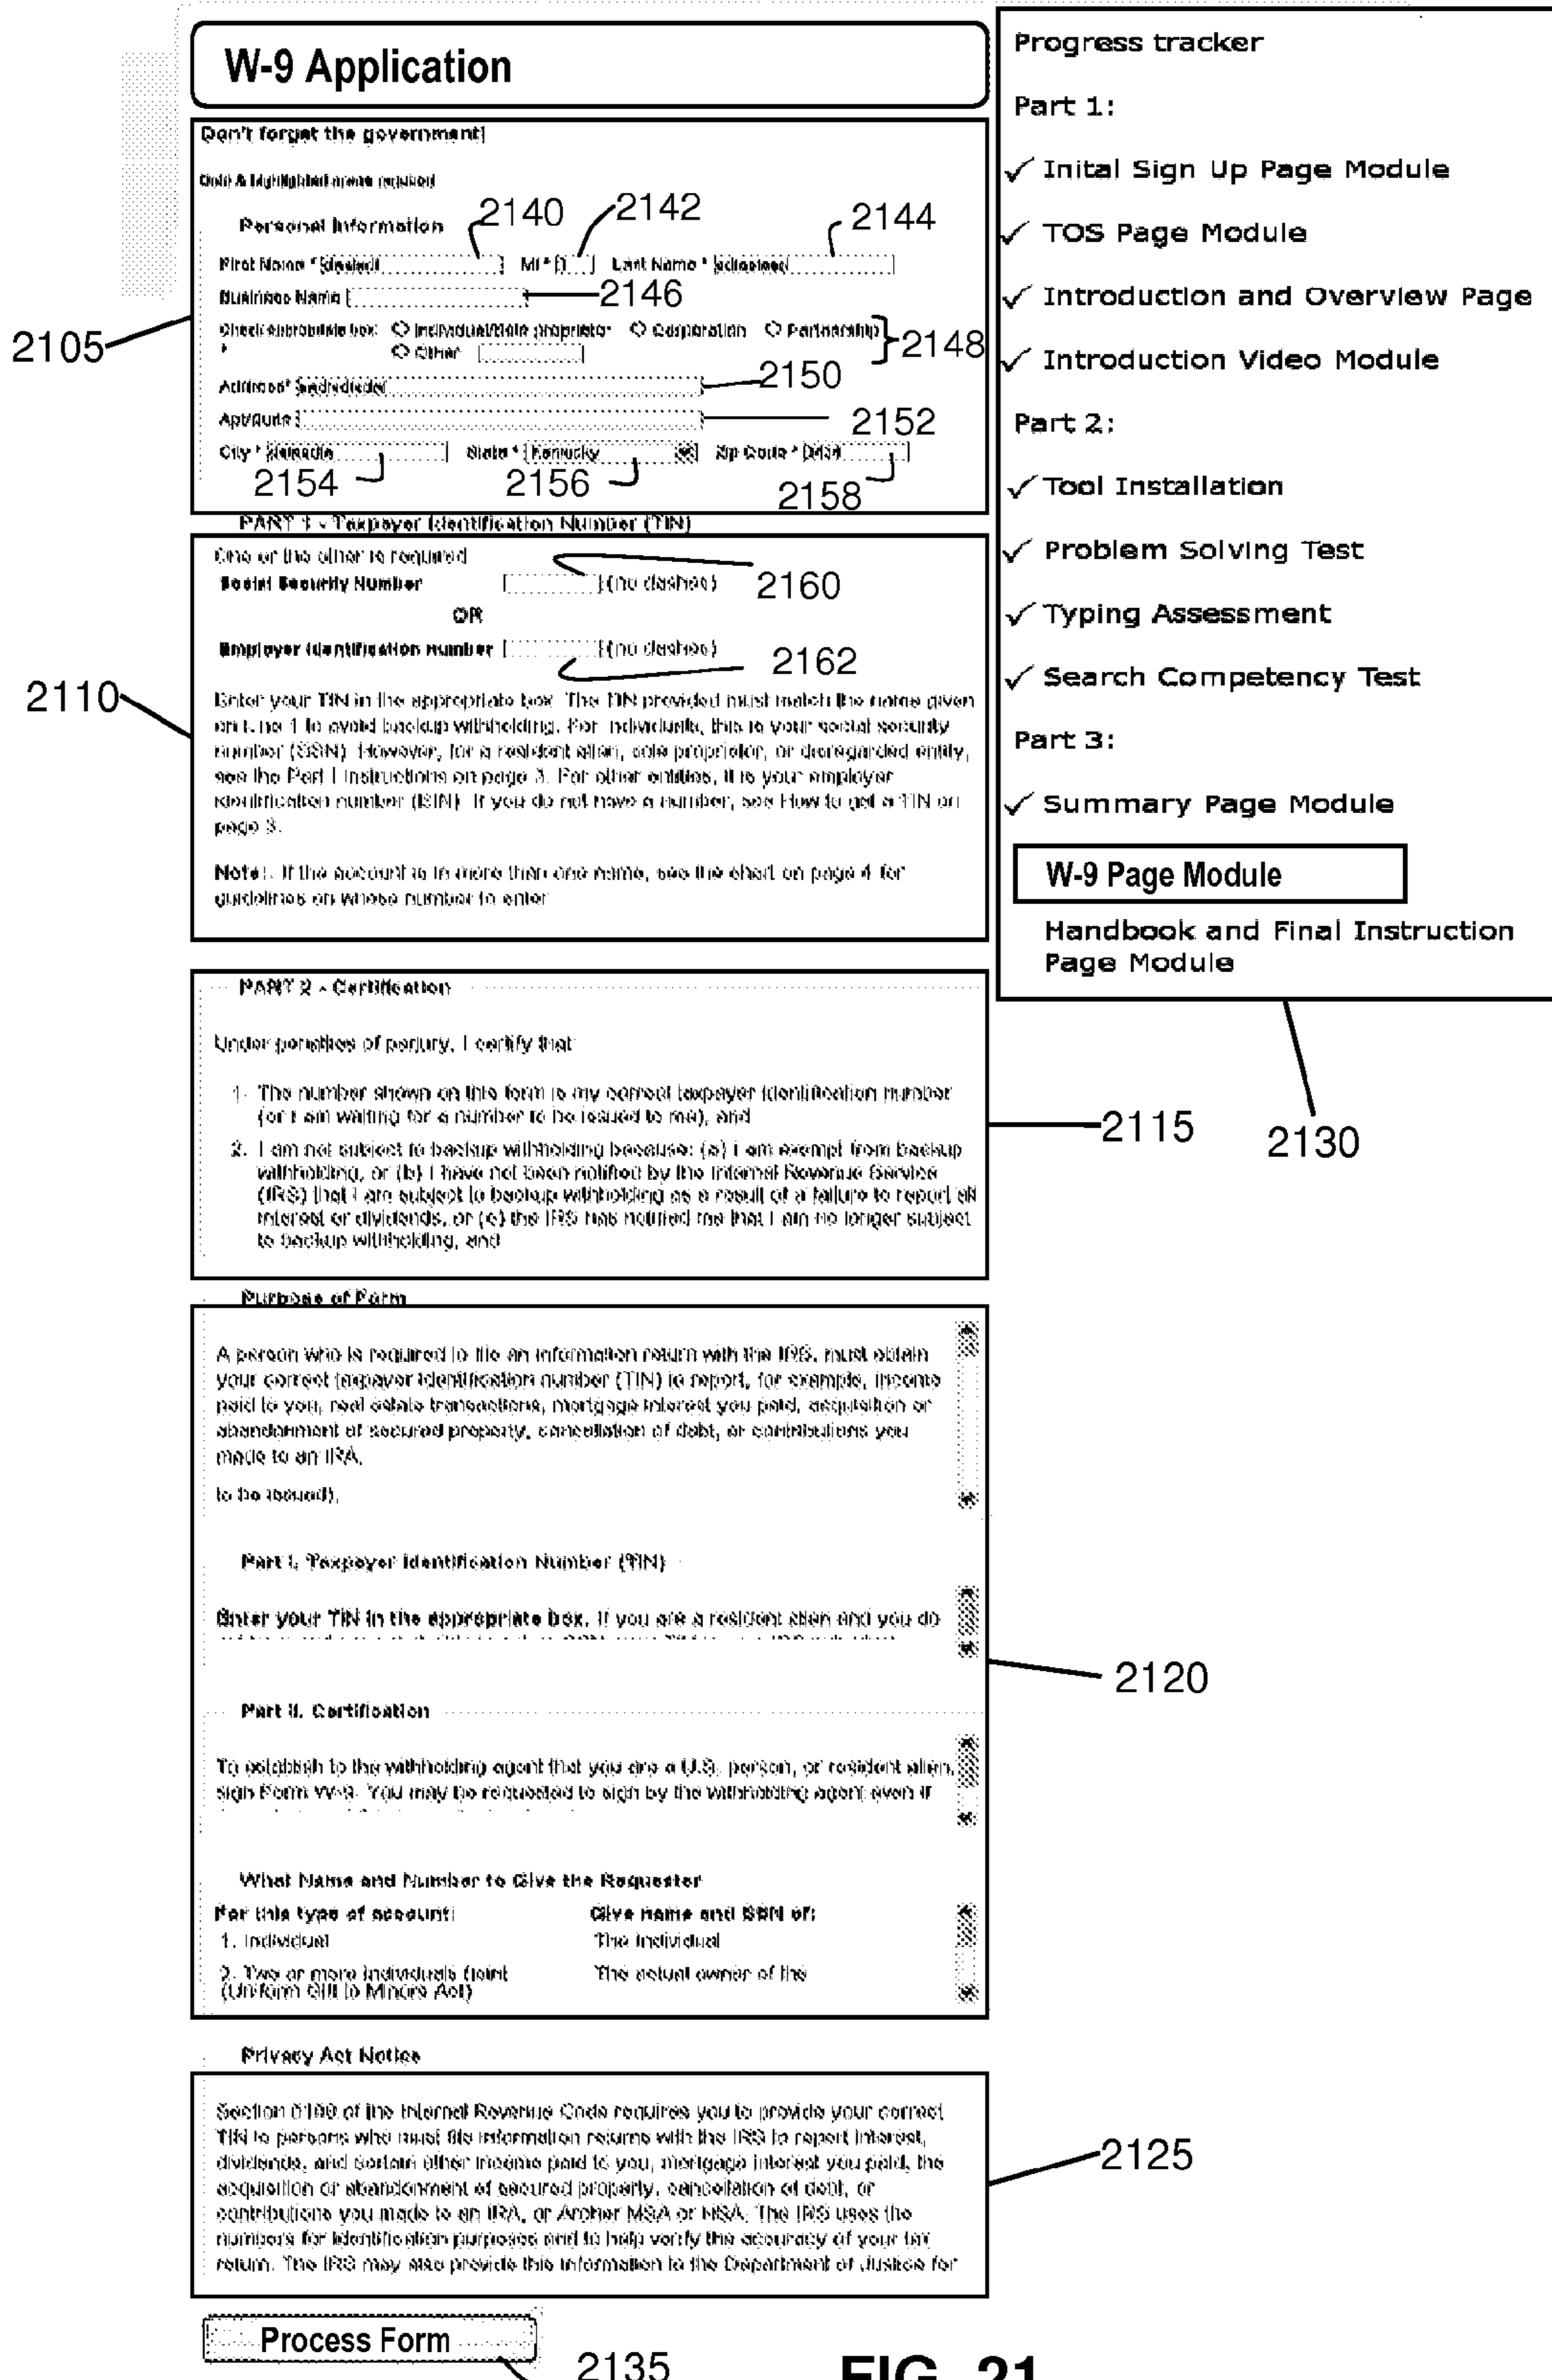 W-9 Application
Don't forget the government!
Personal Information
2140
2142
2144
First Name *
MI *
Last Name *
Business Name
2146
Check appropriate box:
Individual/Sole proprietor
Corporation
Partnership
*
Other
2148
2105
Address*
2150
Apt/Suite
2152
City *
State * Kentucky
Zip Code *
2154
2156
2158
PART 1 - Taxpayer Identification Number (TIN)
One or the other is required
Social Security Number
(no dashes)
2160
OR
Employer identification number
(no dashes)
2162
2110
Enter your TIN in the appropriate box. The TIN provided must match the name given
on Line 1 to avoid backup withholding. For individuals, this is your social security
number (SSN). However, for a resident alien, sole proprietor, or disregarded entity,
see the Part I instructions on page 3. For other entities, it is your employer
identification number (EIN). If you do not have a number, see How to get a TIN on
page 3.
Note: If the account is in more than one name, see the chart on page 4 for
guidelines on whose number to enter
PART 2 - Certification
Under penalties of perjury, I certify that
1. The number shown on this form is my correct taxpayer identification number
(or I am waiting for a number to be issued to me), and
2. I am not subject to backup withholding because: (a) I am exempt from backup
withholding, or (b) I have not been notified by the Internal Revenue Service
(IRS) that I am subject to backup withholding as a result of a failure to report all
interest or dividends, or (c) the IRS has notified me that I am no longer subject
to backup withholding, and
2115
Purpose of Form
A person who is required to file an information return with the IRS, must obtain
your correct taxpayer identification number (TIN) to report, for example, income
paid to you, real estate transactions, mortgage interest you paid, acquisition or
abandonment of secured property, cancellation of debt, or contributions you
made to an IRA.
to be issued),
Part I. Taxpayer Identification Number (TIN)
Enter your TIN in the appropriate box. If you are a resident alien and you do
2120
Part II. Certification
To establish to the withholding agent that you are a U.S. person, or resident alien,
sign Form W-9. You may be requested to sign by the withholding agent even if
What Name and Number to Give the Requester
For this type of account:
Give name and SSN of:
1. Individual
The individual
2. Two or more individuals (joint
The actual owner of the
(Uniform Gift to Minors Act)
Privacy Act Notice
Section 6109 of the Internal Revenue Code requires you to provide your correct
TIN to persons who must file information returns with the IRS to report interest,
dividends, and certain other income paid to you, mortgage interest you paid, the
acquisition or abandonment of secured property, cancellation of debt, or
contributions you made to an IRA, or Archer MSA or HSA. The IRS uses the
numbers for identification purposes and to help verify the accuracy of your tax
return. The IRS may also provide this information to the Department of Justice for
2125
Process Form
2135
FIG. 21
Progress tracker
Part 1:
✓ Inital Sign Up Page Module
✓ TOS Page Module
✓ Introduction and Overview Page
✓ Introduction Video Module
Part 2:
✓ Tool Installation
✓ Problem Solving Test
✓ Typing Assessment
✓ Search Competency Test
Part 3:
✓ Summary Page Module
W-9 Page Module
Handbook and Final Instruction
Page Module
2130